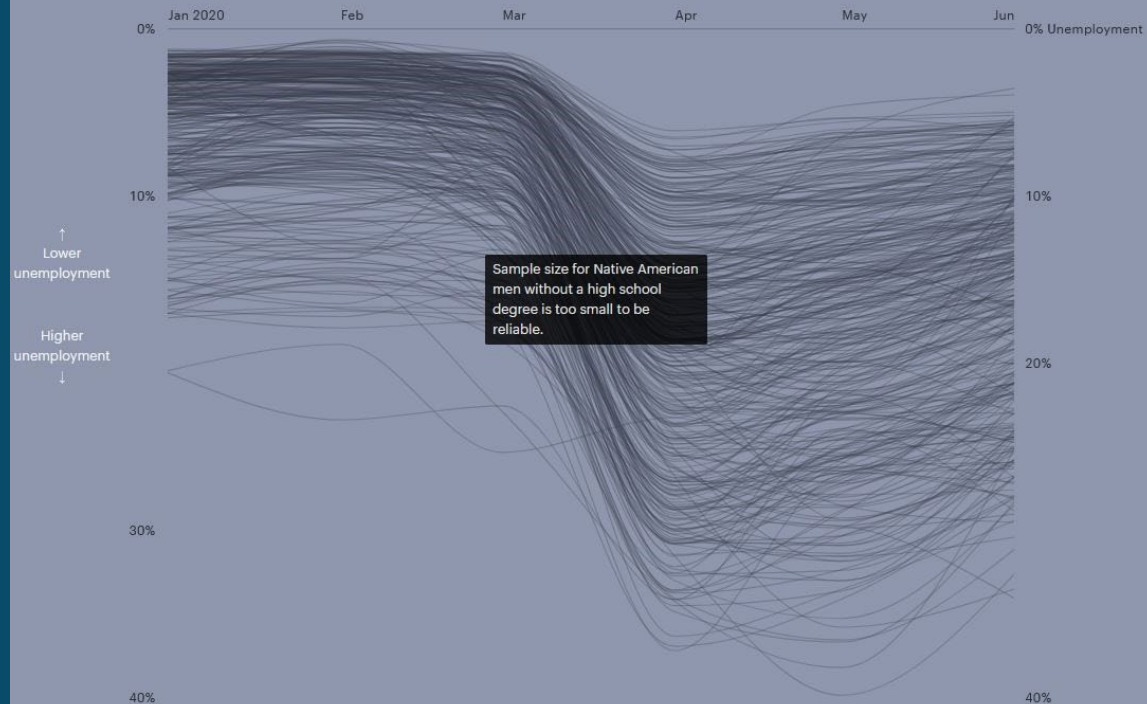 Jan 2020 Feb Mar Apr May Jun
0% 0% Unemployment
10% 10%
↑
Lower
unemployment
Sample size for Native American
men without a high school
degree is too small to be
reliable.
Higher
unemployment
↓
20%
30%
40% 40%